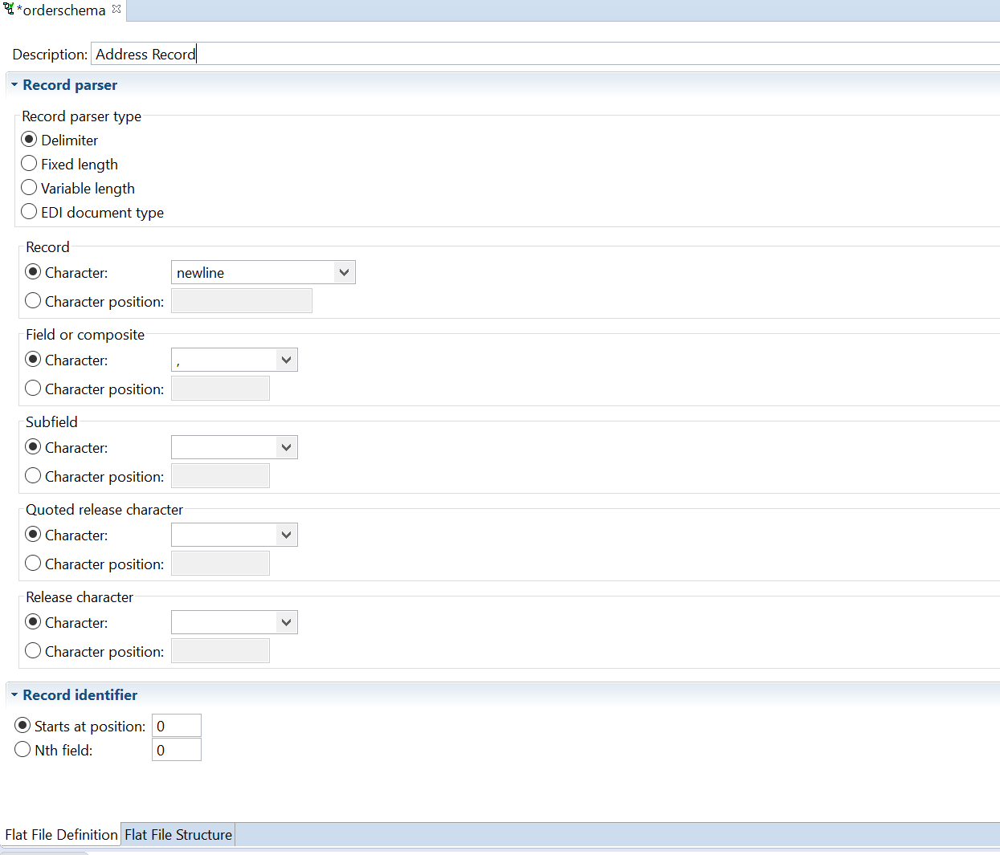 *orderschema
Description: Address Record
Record parser
Record parser type
Delimiter
Fixed length
Variable length
EDI document type
Record
Character: newline
Character position:
Field or composite
Character: ,
Character position:
Subfield
Character:
Character position:
Quoted release character
Character:
Character position:
Release character
Character:
Character position:
Record identifier
Starts at position: 0
Nth field: 0
Flat File Definition Flat File Structure